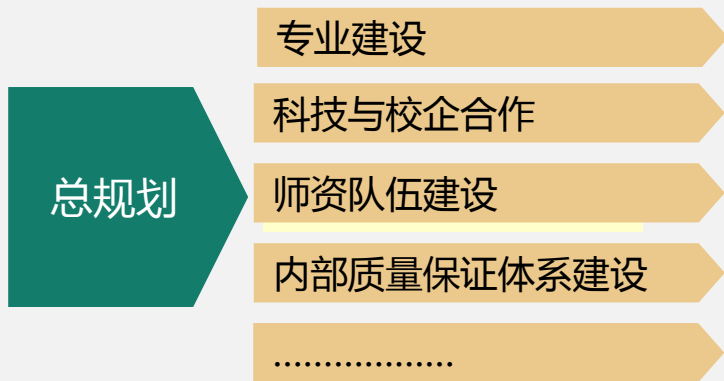 总规划
专业建设
科技与校企合作
师资队伍建设
内部质量保证体系建设
..................